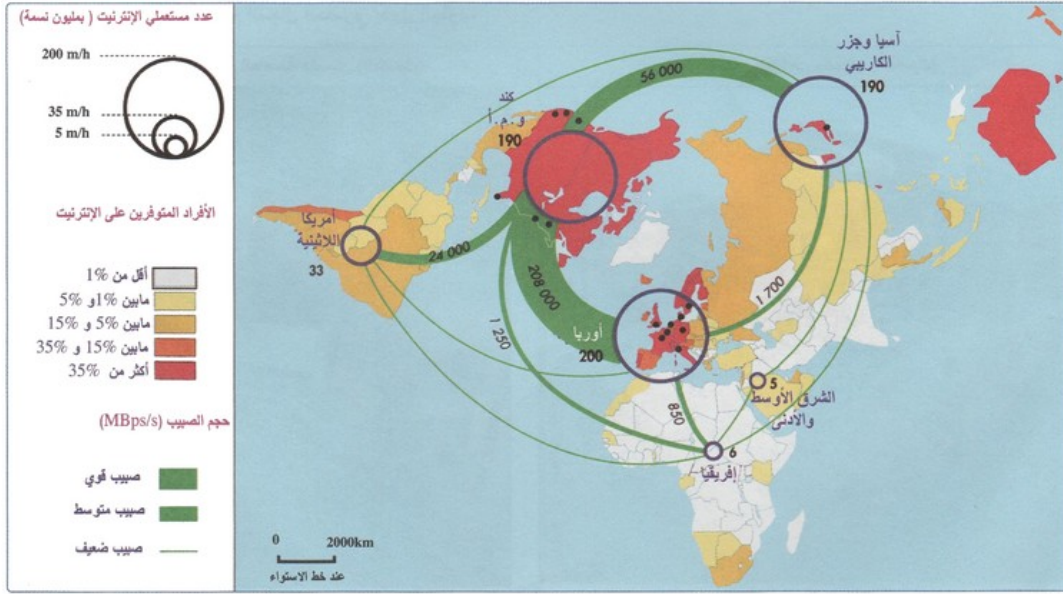 عدد مستعملي الإنترنيت ( بمليون نسمة)
200 m/h
35 m/h
5 m/h
الأفراد المتوفرين على الإنترنيت
أقل من %1
مابين %1و %5
مابين %5 و %15
مابين %15 و %35
أكثر من %35
حجم الصبيب (MBps/s)
صبيب قوي
صبيب متوسط
صبيب ضعيف
آسيا وجزر
الكاريبي
190
56 000
كند
و.م.أ
190
أمريكا
اللاثينية
33
24 000
208 000
1 250
أوربا
200
1 700
850
5
الشرق الأوسط
والأدنى
6
إفريقيا
0 2000km
عند خط الاستواء